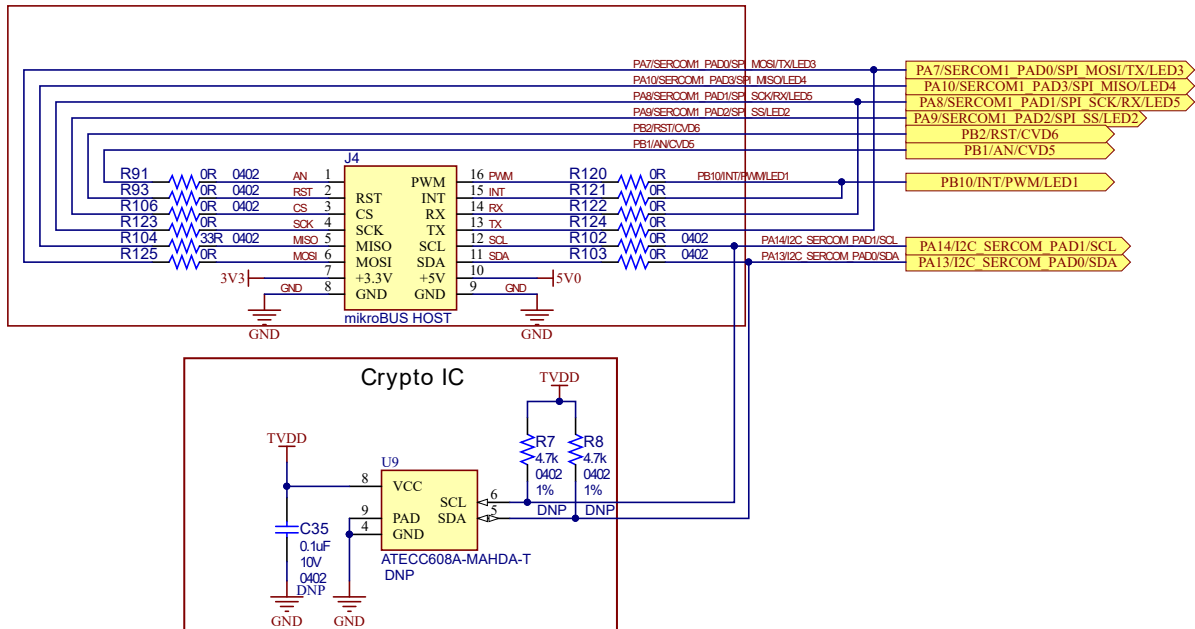 PA7/SERCOM1_PAD0/SPI_MOSI/TX/LED3 PA7/SERCOM1_PAD0/SPI_MOSI/TX/LED3
PA10/SERCOM1_PAD3/SPI_MISO/LED4 PA10/SERCOM1_PAD3/SPI_MISO/LED4
PA8/SERCOM1_PAD1/SPI_SCK/RX/LED5 PA8/SERCOM1_PAD1/SPI_SCK/RX/LED5
PA9/SERCOM1_PAD2/SPI_SS/LED2 PA9/SERCOM1_PAD2/SPI_SS/LED2
PB2/RST/CVD6 PB2/RST/CVD6
PB1/AN/CVD5 PB1/AN/CVD5
J4
R91 0R 0402 AN 1 PWM 16 PWM R120 0R PB10/INT/PWM/LED1 PB10/INT/PWM/LED1
R93 0R 0402 RST 2 RST INT 15 INT R121 0R
R106 0R 0402 CS 3 CS RX 14 RX R122 0R
R123 0R SCK 4 SCK TX 13 TX R124 0R
R104 33R 0402 MISO 5 MISO SCL 12 SCL R102 0R 0402 PA14/I2C_SERCOM_PAD1/SCL PA14/I2C_SERCOM_PAD1/SCL
R125 0R MOSI 6 MOSI SDA 11 SDA R103 0R 0402 PA13/I2C_SERCOM_PAD0/SDA PA13/I2C_SERCOM_PAD0/SDA
3V3 7 +3.3V +5V 10 5V0
GND 8 GND GND 9 GND
mikroBUS HOST
GND GND
Crypto IC
TVDD
TVDD
R7 R8
4.7k 4.7k
0402 0402
1% 1%
DNP DNP
U9
8 VCC
SCL 6
9 PAD SDA 5
4 GND
ATECC608A-MAHDA-T
DNP
C35
0.1uF
10V
0402
DNP
GND GND